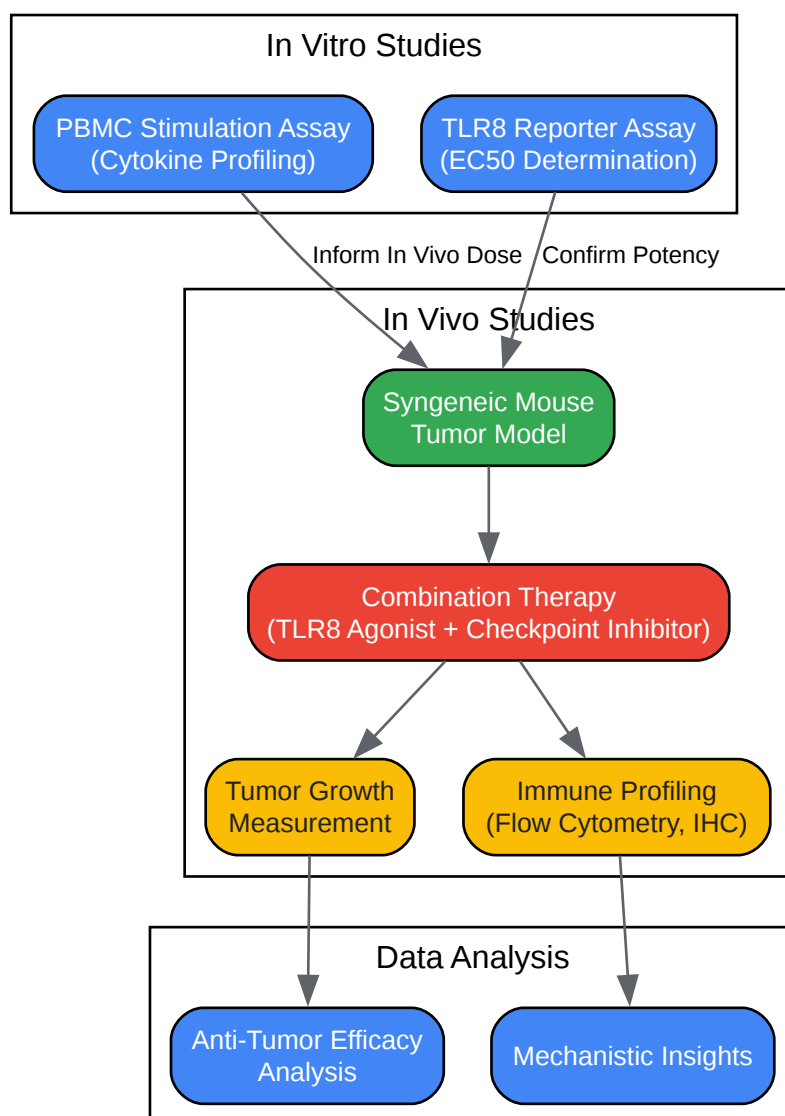 In Vitro Studies
PBMC Stimulation Assay
(Cytokine Profiling)
TLR8 Reporter Assay
(EC50 Determination)
Inform In Vivo Dose
Confirm Potency
In Vivo Studies
Syngeneic Mouse
Tumor Model
Combination Therapy
(TLR8 Agonist + Checkpoint Inhibitor)
Tumor Growth
Measurement
Immune Profiling
(Flow Cytometry, IHC)
Data Analysis
Anti-Tumor Efficacy
Analysis
Mechanistic Insights